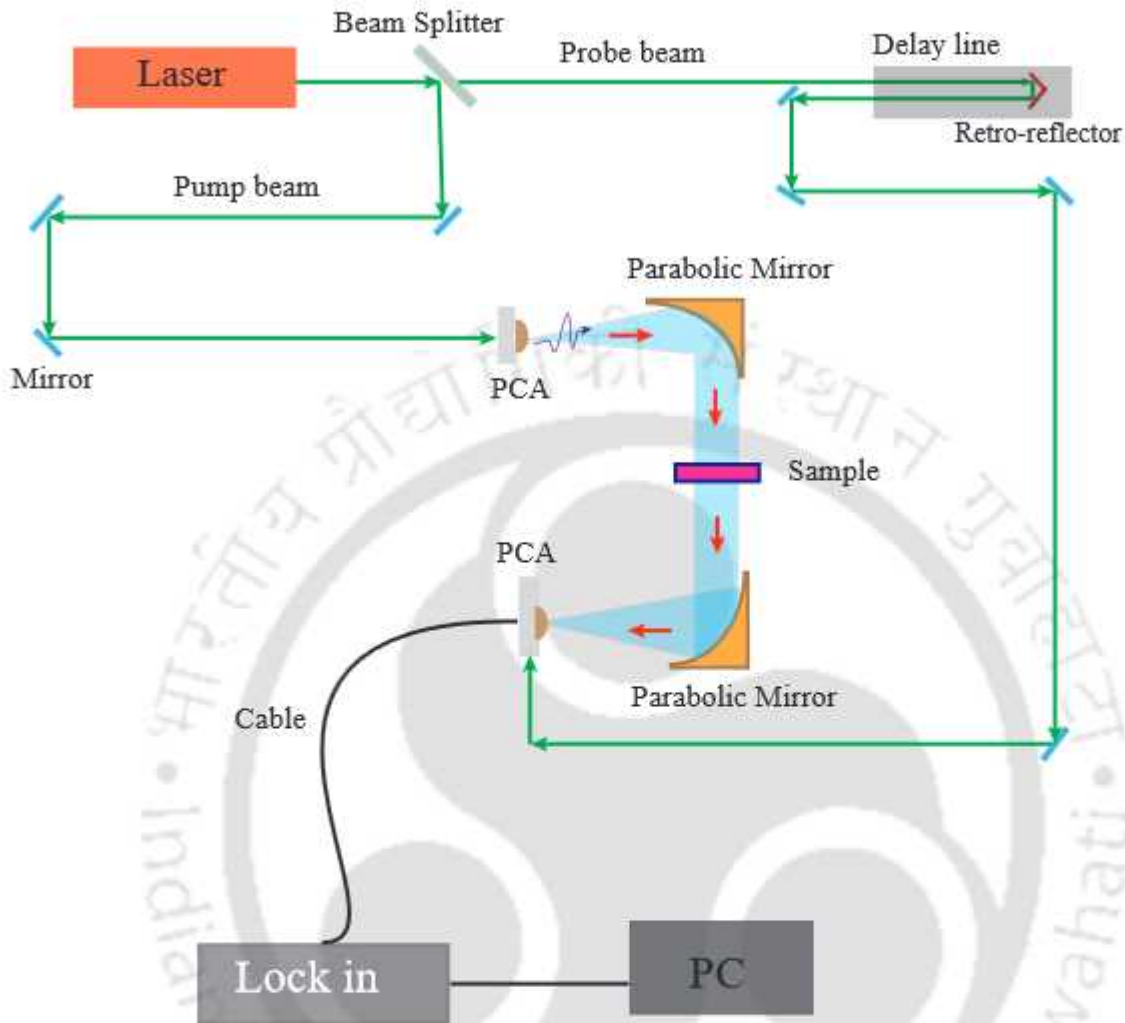 Beam Splitter
Laser
Probe beam
Delay line
Retro-reflector
Pump beam
Parabolic Mirror
Mirror
PCA
Sample
PCA
Parabolic Mirror
Cable
Lock in
PC